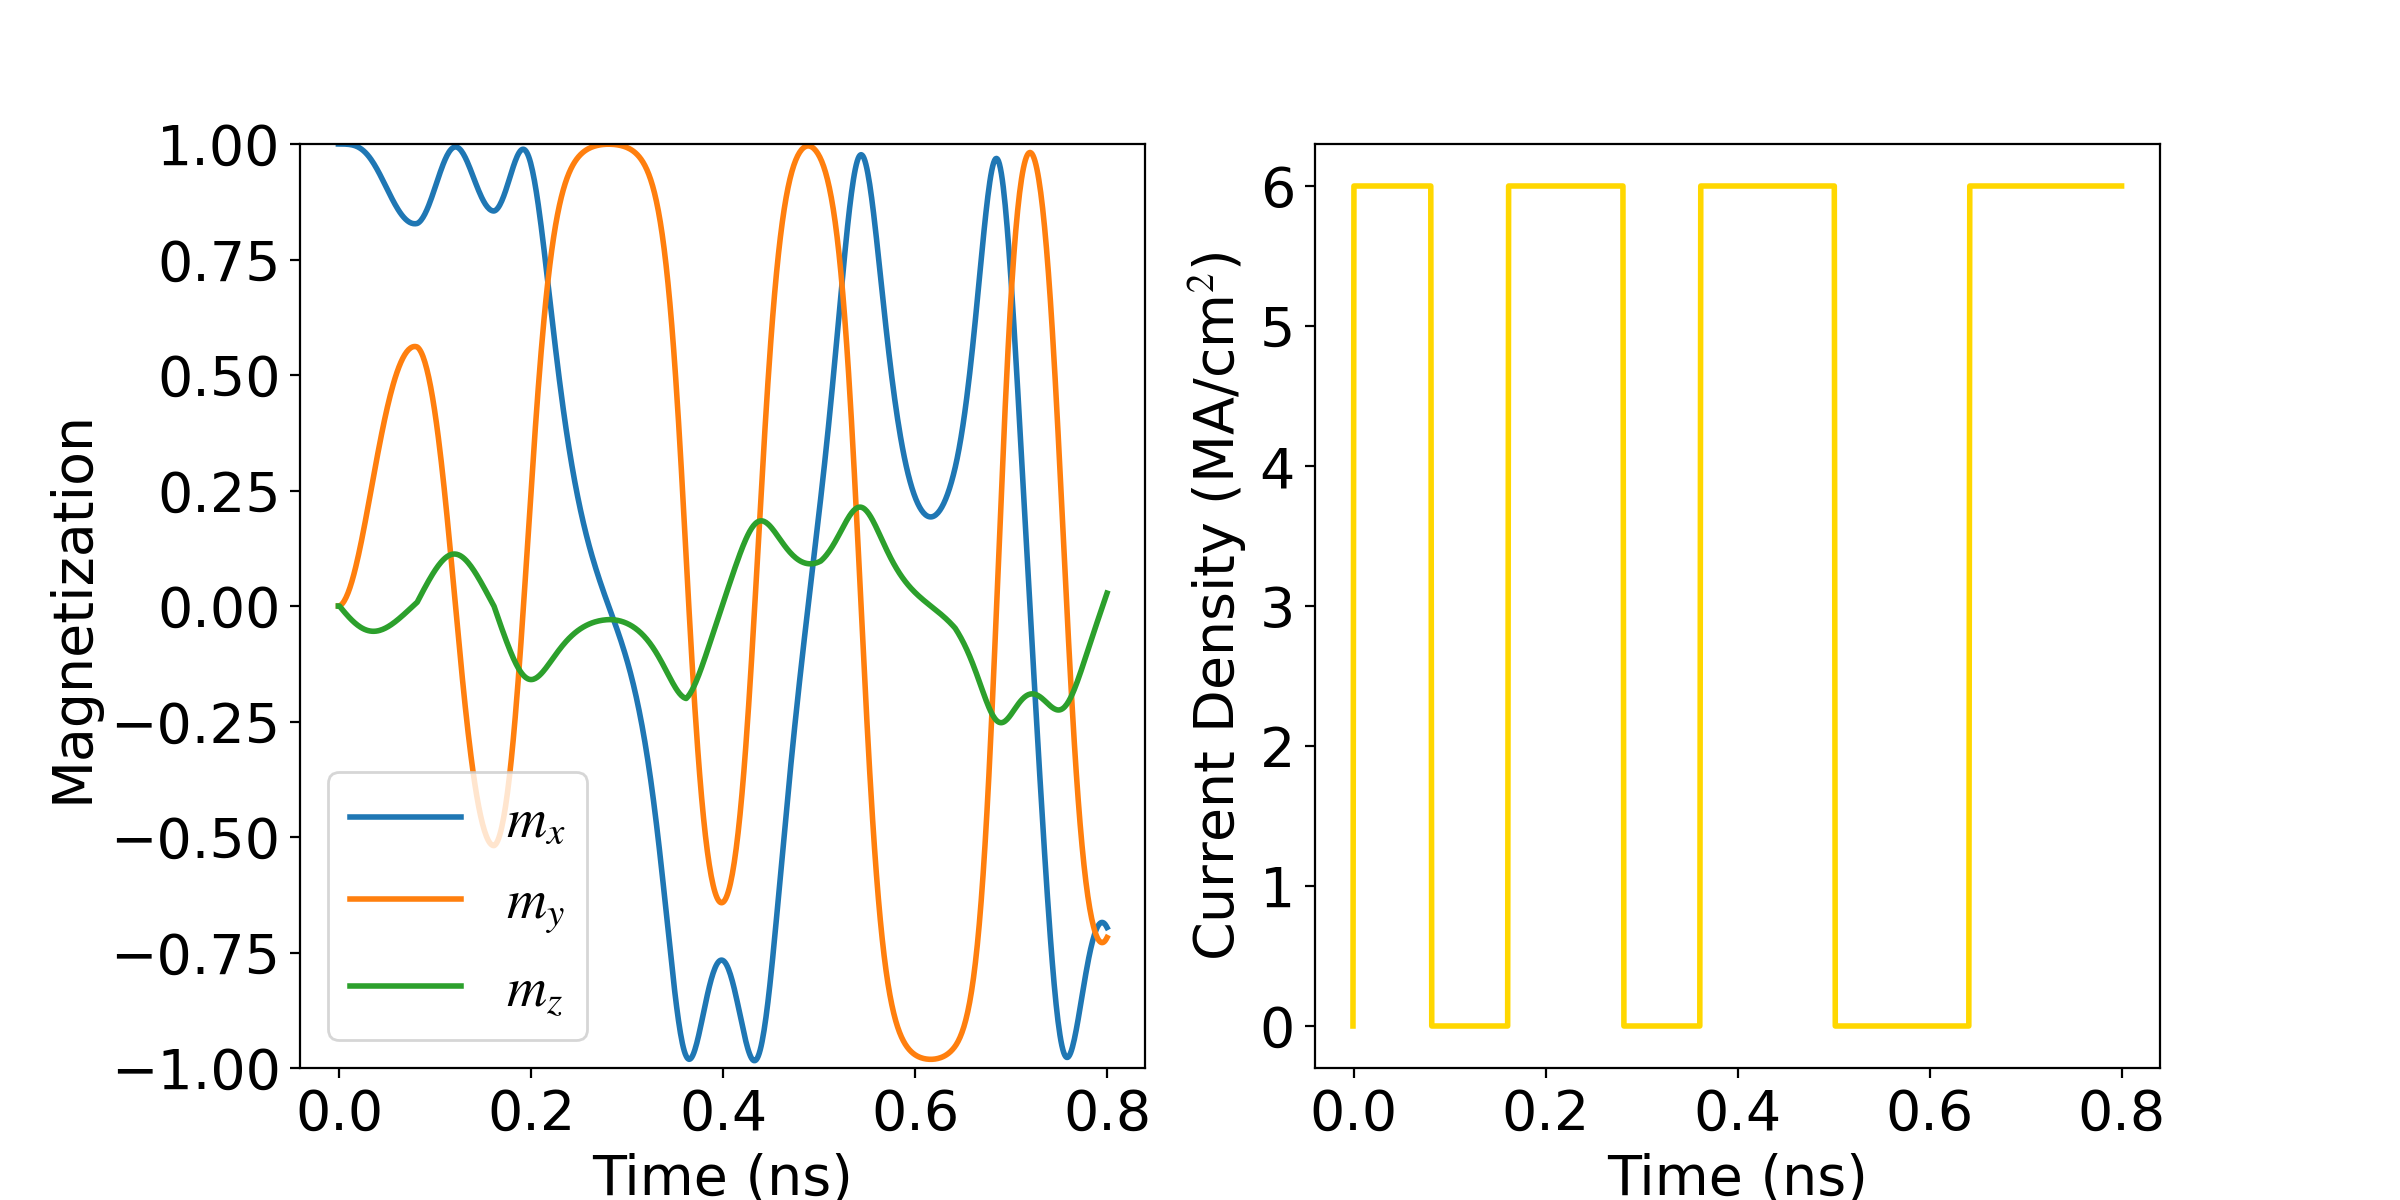 1.00
0.75
0.50
0.25
0.00
−0.25
−0.50
−0.75
−1.00
Magnetization
m_x
m_y
m_z
0.0 0.2 0.4 0.6 0.8
Time (ns)
6
5
4
3
2
1
0
Current Density (MA/cm²)
0.0 0.2 0.4 0.6 0.8
Time (ns)